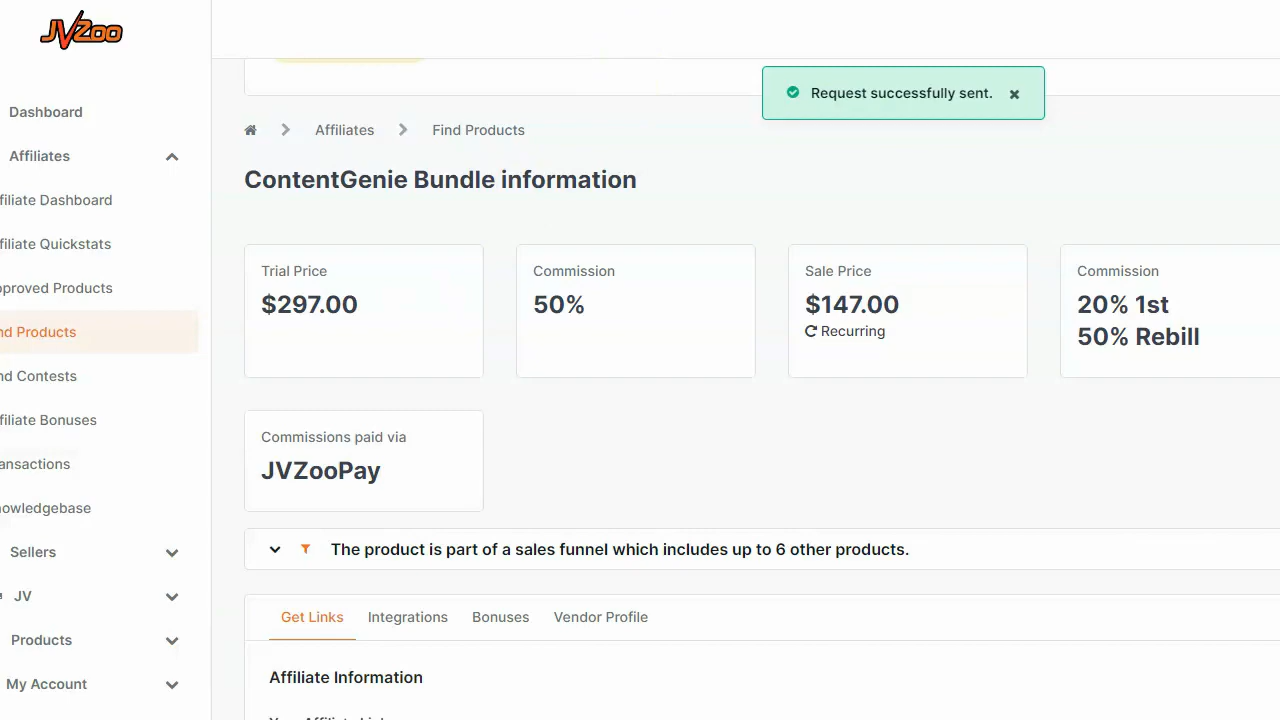 JVZoo
Request successfully sent.
Dashboard
Affiliates
Find Products
Affiliates
ContentGenie Bundle information
filiate Dashboard
filiate Quickstats
pproved Products
nd Products
nd Contests
filiate Bonuses
ansactions
nowledgebase
Sellers
JV
Products
My Account
Trial Price
$297.00
Commission
50%
Sale Price
$147.00
Recurring
Commission
20% 1st
50% Rebill
Commissions paid via
JVZooPay
The product is part of a sales funnel which includes up to 6 other products.
Get Links
Integrations
Bonuses
Vendor Profile
Affiliate Information